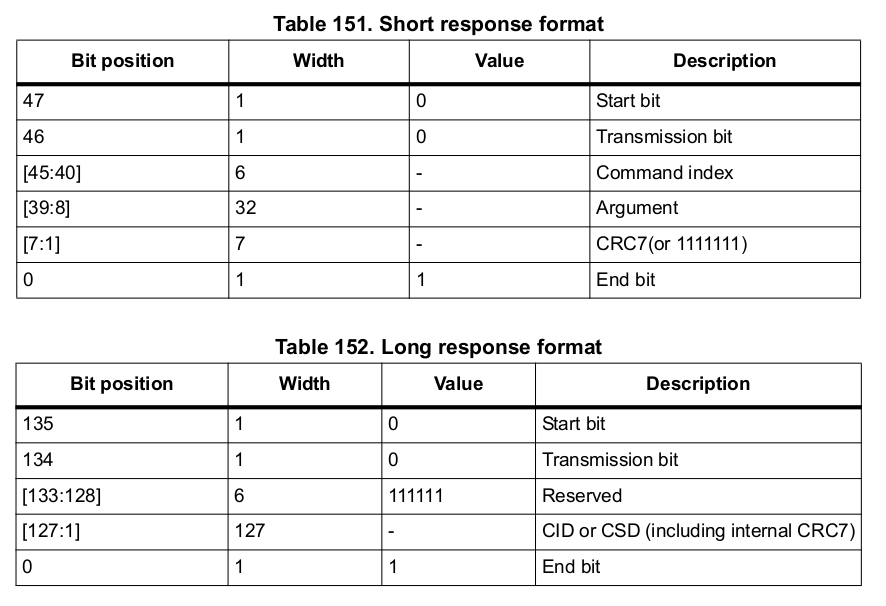 Table 151. Short response format
Bit position Width Value Description
47 1 0 Start bit
46 1 0 Transmission bit
[45:40] 6 - Command index
[39:8] 32 - Argument
[7:1] 7 - CRC7(or 1111111)
0 1 1 End bit
Table 152. Long response format
Bit position Width Value Description
135 1 0 Start bit
134 1 0 Transmission bit
[133:128] 6 111111 Reserved
[127:1] 127 - CID or CSD (including internal CRC7)
0 1 1 End bit